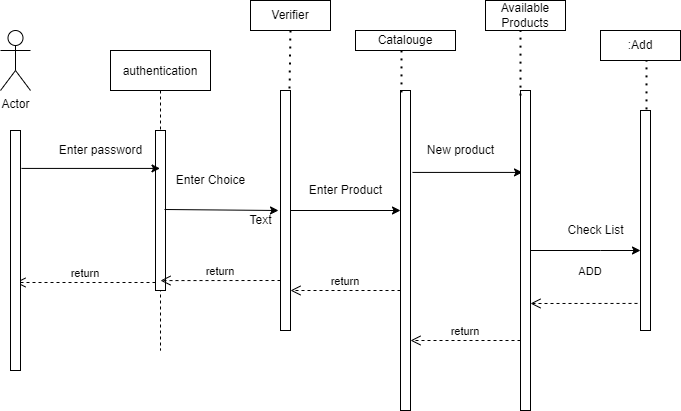 Verifier
Available
Products
Catalouge
:Add
authentication
Actor
Enter password
New product
Enter Choice
Enter Product
Text
Check List
return
return
return
ADD
return